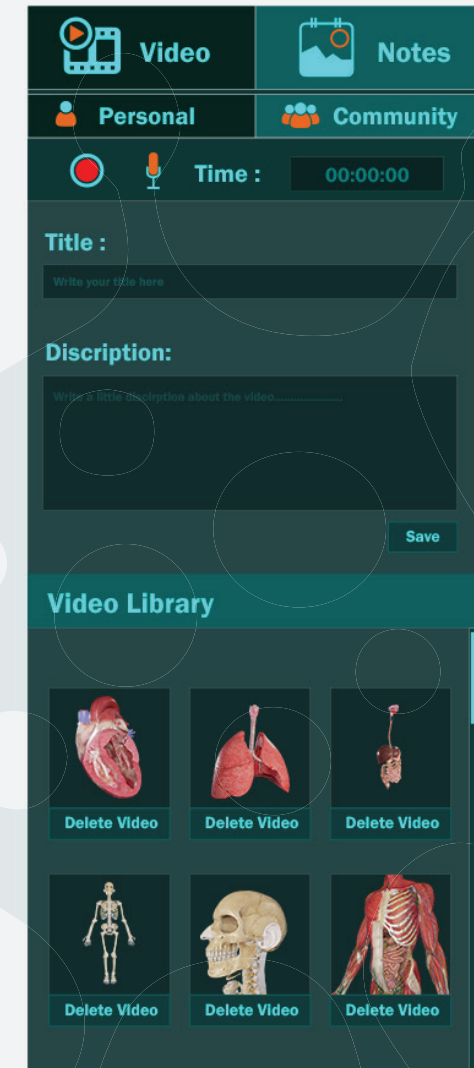 Video Notes
Personal Community
Time : 00:00:00
Title :
Write your title here
Discription:
Write a little discirption about the video.......................
Save
Video Library
Delete Video Delete Video Delete Video
Delete Video Delete Video Delete Video